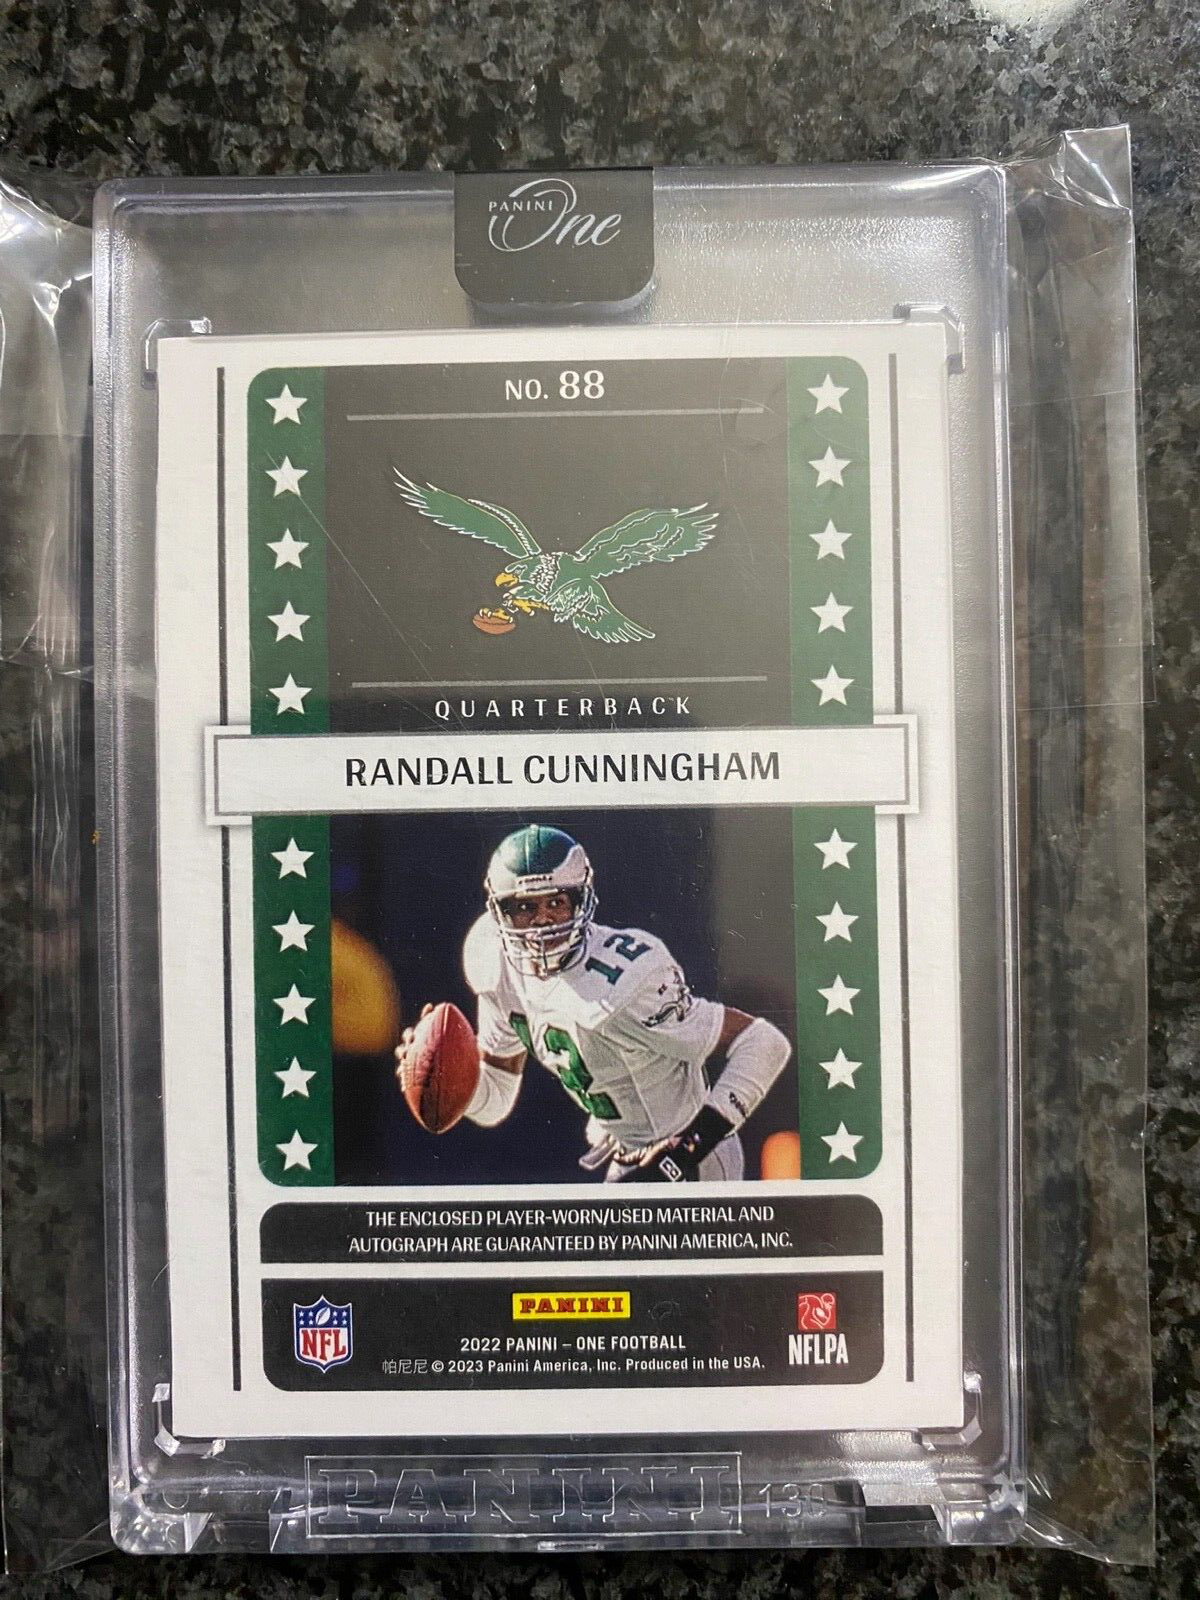 PANINI
One
NO. 88
QUARTERBACK
RANDALL CUNNINGHAM
12
12
THE ENCLOSED PLAYER-WORN/USED MATERIAL AND
AUTOGRAPH ARE GUARANTEED BY PANINI AMERICA, INC.
NFL
PANINI
NFLPA
2022 PANINI – ONE FOOTBALL
帕尼尼 © 2023 Panini America, Inc. Produced in the USA.
PANINI